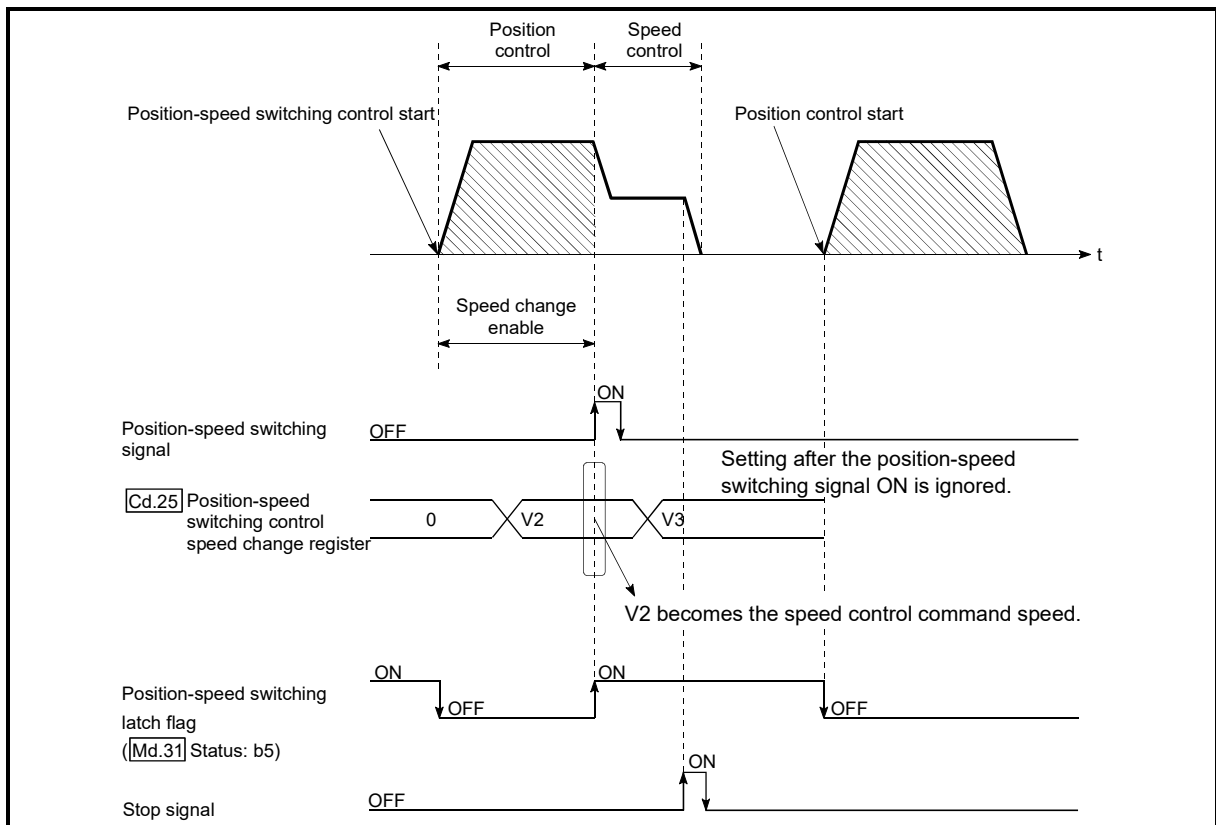 Position
control
Speed
control
Position-speed switching control start
Position control start
t
Speed change
enable
ON
Position-speed switching
signal
OFF
Setting after the position-speed
switching signal ON is ignored.
Cd.25 Position-speed
switching control
speed change register
0
V2
V3
V2 becomes the speed control command speed.
ON
ON
Position-speed switching
latch flag
(Md.31 Status: b5)
OFF
OFF
ON
Stop signal
OFF